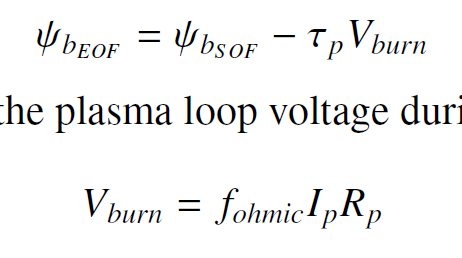 ψ_{b_{EOF}} = ψ_{b_{SOF}} − τ_p V_{burn}
the plasma loop voltage duri
V_{burn} = f_{ohmic} I_p R_p